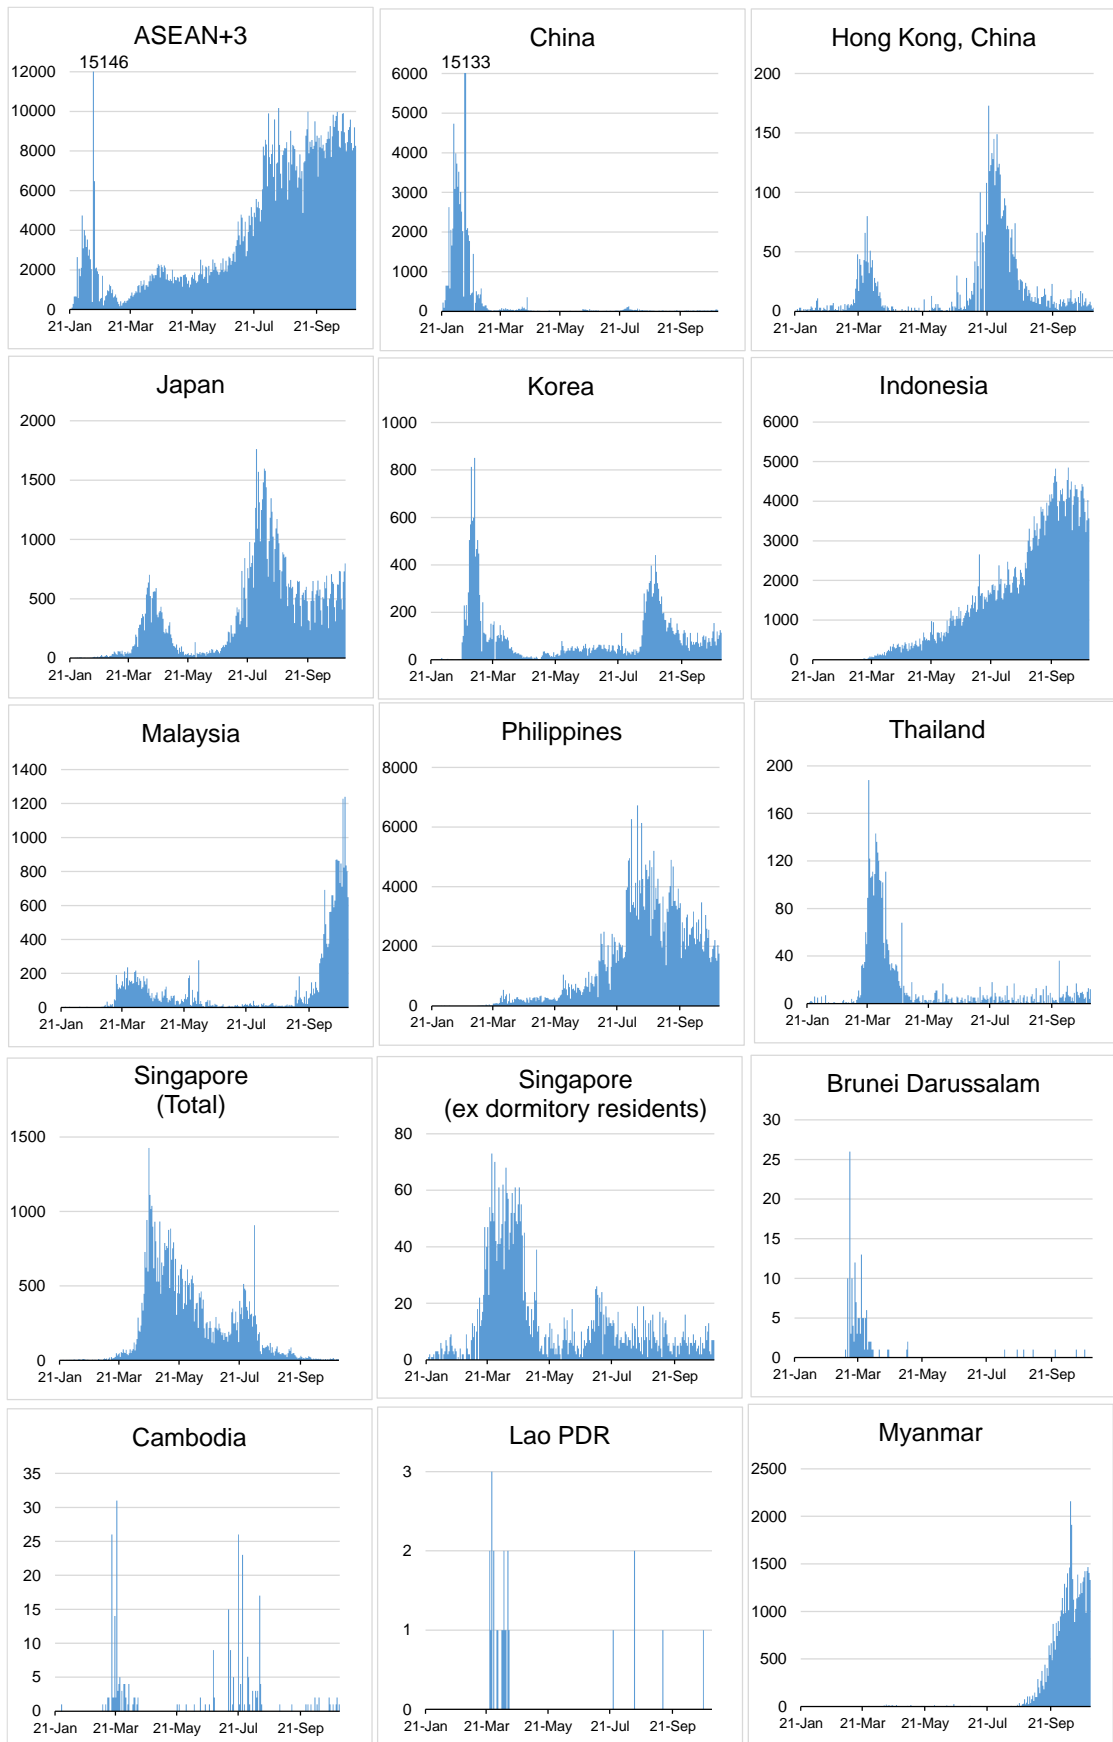 ASEAN+3
15146
12000
10000
8000
6000
4000
2000
0
21-Jan 21-Mar 21-May 21-Jul 21-Sep
China
15133
6000
5000
4000
3000
2000
1000
0
21-Jan 21-Mar 21-May 21-Jul 21-Sep
Hong Kong, China
200
150
100
50
0
21-Jan 21-Mar 21-May 21-Jul 21-Sep
Japan
2000
1500
1000
500
0
21-Jan 21-Mar 21-May 21-Jul 21-Sep
Korea
1000
800
600
400
200
0
21-Jan 21-Mar 21-May 21-Jul 21-Sep
Indonesia
6000
5000
4000
3000
2000
1000
0
21-Jan 21-Mar 21-May 21-Jul 21-Sep
Malaysia
1400
1200
1000
800
600
400
200
0
21-Jan 21-Mar 21-May 21-Jul 21-Sep
Philippines
8000
6000
4000
2000
0
21-Jan 21-Mar 21-May 21-Jul 21-Sep
Thailand
200
160
120
80
40
0
21-Jan 21-Mar 21-May 21-Jul 21-Sep
Singapore
(Total)
1500
1000
500
0
21-Jan 21-Mar 21-May 21-Jul 21-Sep
Singapore
(ex dormitory residents)
80
60
40
20
0
21-Jan 21-Mar 21-May 21-Jul 21-Sep
Brunei Darussalam
30
25
20
15
10
5
0
21-Jan 21-Mar 21-May 21-Jul 21-Sep
Cambodia
35
30
25
20
15
10
5
0
21-Jan 21-Mar 21-May 21-Jul 21-Sep
Lao PDR
3
2
2
1
1
0
21-Jan 21-Mar 21-May 21-Jul 21-Sep
Myanmar
2500
2000
1500
1000
500
0
21-Jan 21-Mar 21-May 21-Jul 21-Sep